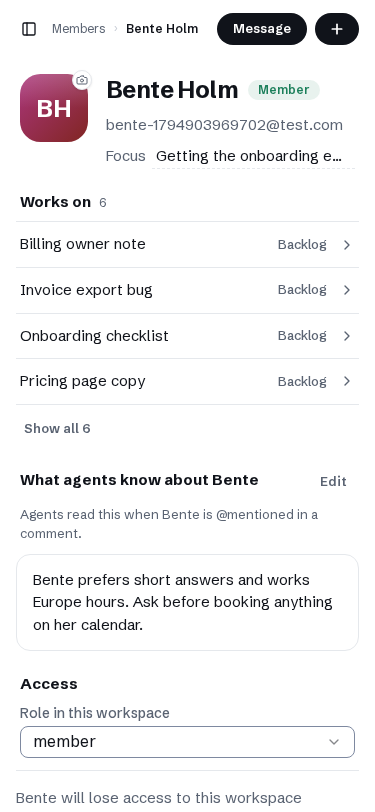 Members > Bente Holm Message +
BH
Bente Holm Member
bente-1794903969702@test.com
Focus Getting the onboarding e...
Works on 6
Billing owner note Backlog
Invoice export bug Backlog
Onboarding checklist Backlog
Pricing page copy Backlog
Show all 6
What agents know about Bente Edit
Agents read this when Bente is @mentioned in a
comment.
Bente prefers short answers and works
Europe hours. Ask before booking anything
on her calendar.
Access
Role in this workspace
member
Bente will lose access to this workspace